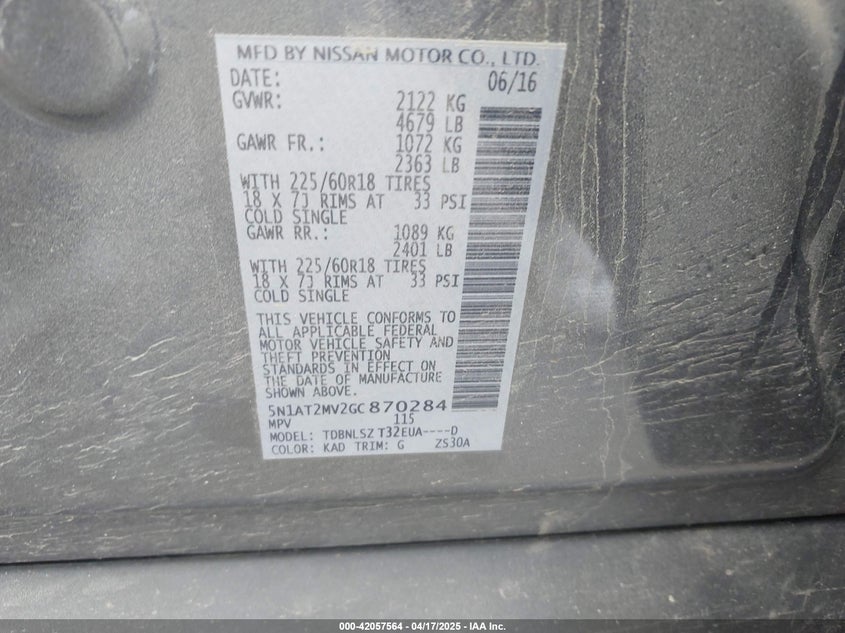 MFD BY NISSAN MOTOR CO., LTD.
DATE: 06/16
GVWR: 2122 KG
4679 LB
GAWR FR.: 1072 KG
2363 LB
WITH 225/60R18 TIRES
18 X 7J RIMS AT 33 PSI
COLD SINGLE
GAWR RR.: 1089 KG
2401 LB
WITH 225/60R18 TIRES
18 X 7J RIMS AT 33 PSI
COLD SINGLE
THIS VEHICLE CONFORMS TO
ALL APPLICABLE FEDERAL
MOTOR VEHICLE SAFETY AND
THEFT PREVENTION
STANDARDS IN EFFECT ON
THE DATE OF MANUFACTURE
SHOWN ABOVE.
5N1AT2MV2GC870284
MPV 115
MODEL: TDBNLSZ T32EUA----D
COLOR: KAD TRIM: G ZS30A
000-42057564 - 04/17/2025 - IAA Inc.